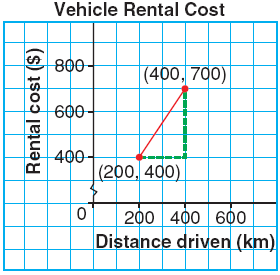 Vehicle Rental Cost
Rental cost ($)
800
(400, 700)
600
400
(200, 400)
0
200 400 600
Distance driven (km)